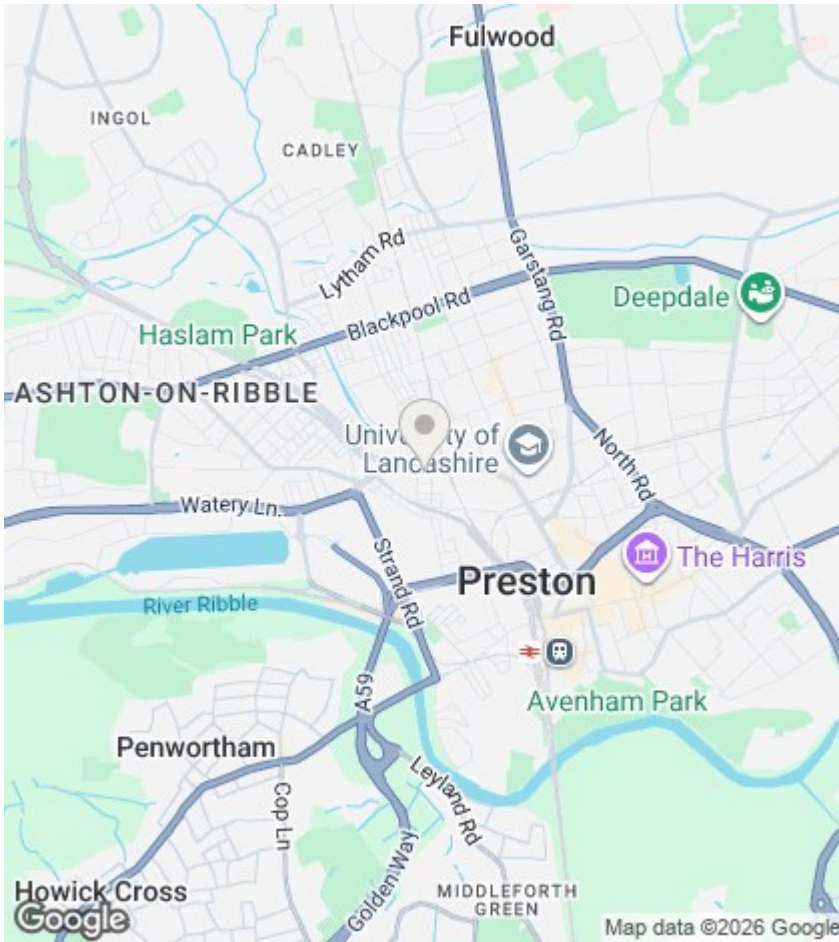 Fulwood
INGOL
CADLEY
Lytham Rd
Garstang Rd
Deepdale
Blackpool Rd
Haslam Park
ASHTON-ON-RIBBLE
University of
Lancashire
North Rd
Watery Ln.
Strand Rd
The Harris
Preston
River Ribble
A59
Avenham Park
Penwortham
Cop Ln
Leyland Rd
Golden Way
Howick Cross
MIDDLEFORTH
GREEN
Google
Map data ©2026 Google